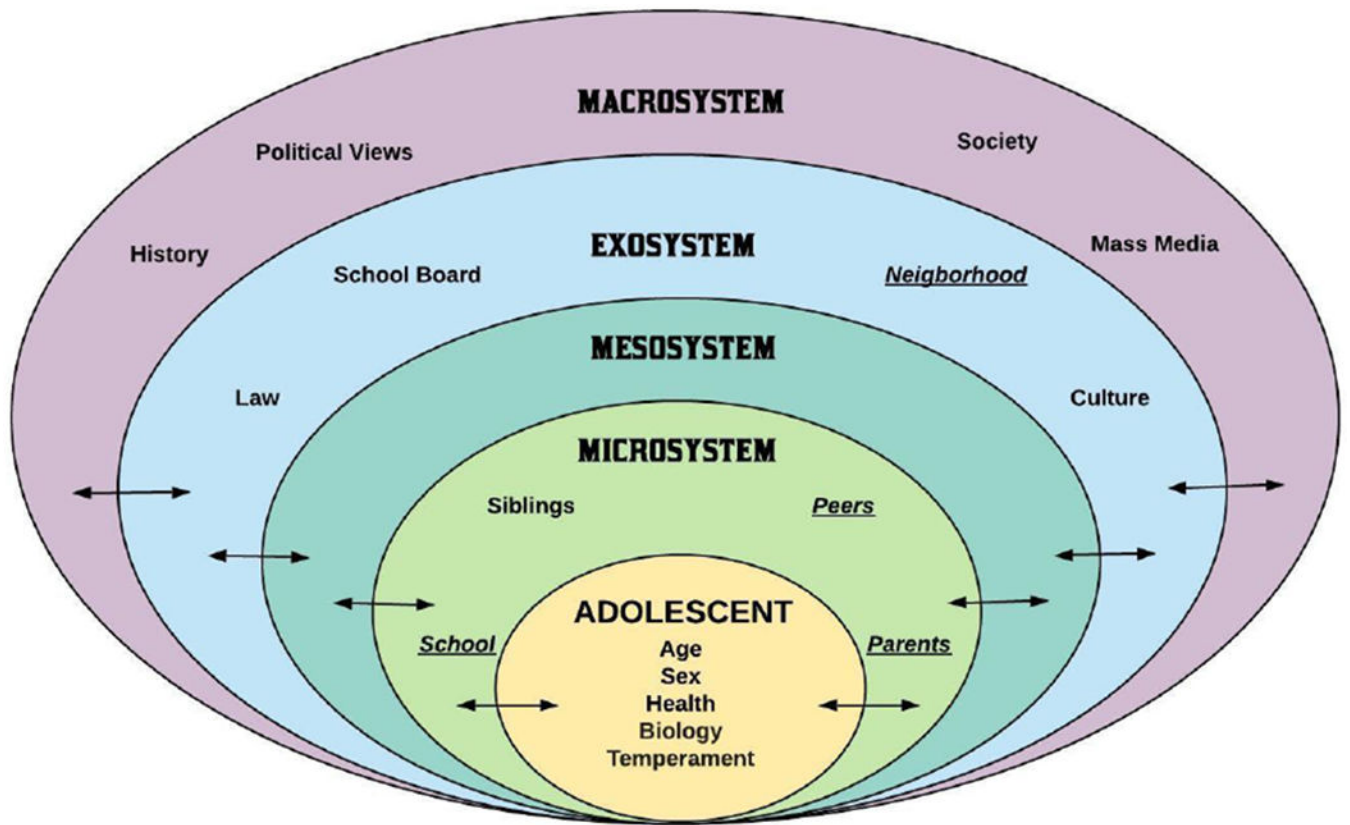 MACROSYSTEM
Political Views
Society
History
Mass Media
EXOSYSTEM
School Board
Neigborhood
Law
Culture
MESOSYSTEM
MICROSYSTEM
Siblings
Peers
School
Parents
ADOLESCENT
Age
Sex
Health
Biology
Temperament